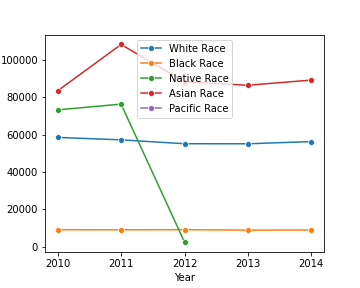 100000
80000
60000
40000
20000
0
2010 2011 2012 2013 2014
Year
White Race
Black Race
Native Race
Asian Race
Pacific Race